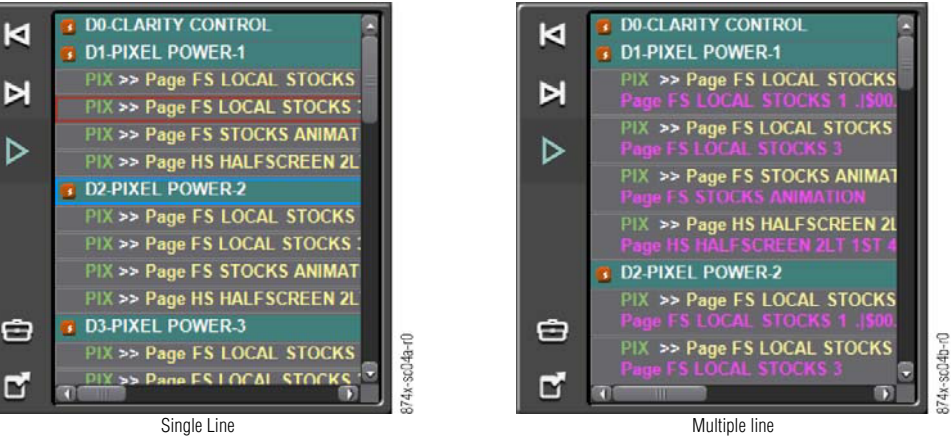 D0-CLARITY CONTROL
D1-PIXEL POWER-1
PIX >> Page FS LOCAL STOCKS
PIX >> Page FS LOCAL STOCKS
PIX >> Page FS STOCKS ANIMAT
PIX >> Page HS HALFSCREEN 2L
D2-PIXEL POWER-2
PIX >> Page FS LOCAL STOCKS
PIX >> Page FS LOCAL STOCKS
PIX >> Page FS STOCKS ANIMAT
PIX >> Page HS HALFSCREEN 2L
D3-PIXEL POWER-3
PIX >> Page FS LOCAL STOCKS
PIX >> Page FS LOCAL STOCKS
874x-sc04a-r0
Single Line
D0-CLARITY CONTROL
D1-PIXEL POWER-1
PIX >> Page FS LOCAL STOCKS
Page FS LOCAL STOCKS 1 .|$00.
PIX >> Page FS LOCAL STOCKS
Page FS LOCAL STOCKS 3
PIX >> Page FS STOCKS ANIMAT
Page FS STOCKS ANIMATION
PIX >> Page HS HALFSCREEN 2L
Page HS HALFSCREEN 2LT 1ST 4
D2-PIXEL POWER-2
PIX >> Page FS LOCAL STOCKS
Page FS LOCAL STOCKS 1 .|$00.
PIX >> Page FS LOCAL STOCKS
Page FS LOCAL STOCKS 3
874x-sc04b-r0
Multiple line